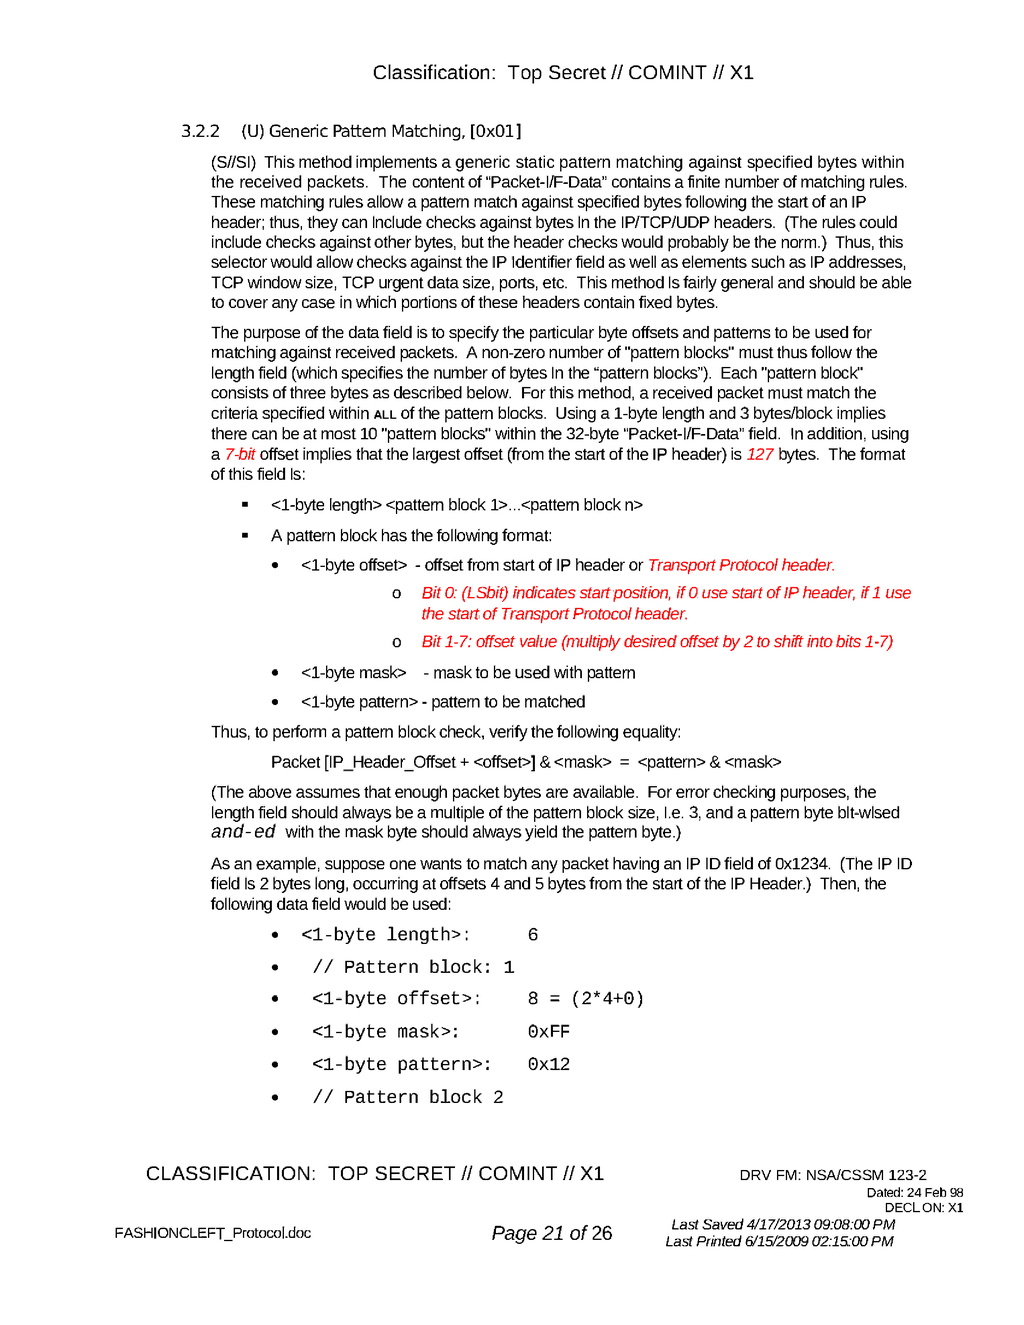 Classification:  Top Secret // COMINT // X1
3.2.2 (U) Generic Pattern Matching, [0x01]
(S//SI)  This method implements a generic static pattern matching against specified bytes within
the received packets.  The content of “Packet-I/F-Data” contains a finite number of matching rules.
These matching rules allow a pattern match against specified bytes following the start of an IP
header; thus, they can Include checks against bytes In the IP/TCP/UDP headers.  (The rules could
include checks against other bytes, but the header checks would probably be the norm.)  Thus, this
selector would allow checks against the IP Identifier field as well as elements such as IP addresses,
TCP window size, TCP urgent data size, ports, etc.  This method Is fairly general and should be able
to cover any case in which portions of these headers contain fixed bytes.
The purpose of the data field is to specify the particular byte offsets and patterns to be used for
matching against received packets.  A non-zero number of "pattern blocks" must thus follow the
length field (which specifies the number of bytes In the “pattern blocks”).  Each "pattern block"
consists of three bytes as described below.  For this method, a received packet must match the
criteria specified within ALL of the pattern blocks.  Using a 1-byte length and 3 bytes/block implies
there can be at most 10 "pattern blocks" within the 32-byte “Packet-I/F-Data” field.  In addition, using
a 7-bit offset implies that the largest offset (from the start of the IP header) is 127 bytes.  The format
of this field Is:
▪ <1-byte length> <pattern block 1>...<pattern block n>
▪ A pattern block has the following format:
• <1-byte offset>  - offset from start of IP header or Transport Protocol header.
o Bit 0: (LSbit) indicates start position, if 0 use start of IP header, if 1 use
the start of Transport Protocol header.
o Bit 1-7: offset value (multiply desired offset by 2 to shift into bits 1-7)
• <1-byte mask>    - mask to be used with pattern
• <1-byte pattern> - pattern to be matched
Thus, to perform a pattern block check, verify the following equality:
Packet [IP_Header_Offset + <offset>] & <mask>  =  <pattern> & <mask>
(The above assumes that enough packet bytes are available.  For error checking purposes, the
length field should always be a multiple of the pattern block size, I.e. 3, and a pattern byte blt-wlsed
and-ed with the mask byte should always yield the pattern byte.)
As an example, suppose one wants to match any packet having an IP ID field of 0x1234.  (The IP ID
field Is 2 bytes long, occurring at offsets 4 and 5 bytes from the start of the IP Header.)  Then, the
following data field would be used:
• <1-byte length>: 6
• // Pattern block: 1
• <1-byte offset>: 8 = (2*4+0)
• <1-byte mask>: 0xFF
• <1-byte pattern>: 0x12
• // Pattern block 2
CLASSIFICATION:  TOP SECRET // COMINT // X1 DRV FM: NSA/CSSM 123-2
Dated: 24 Feb 98
DECL ON: X1
FASHIONCLEFT_Protocol.doc Page 21 of 26 Last Saved 4/17/2013 09:08:00 PM
Last Printed 6/15/2009 02:15:00 PM